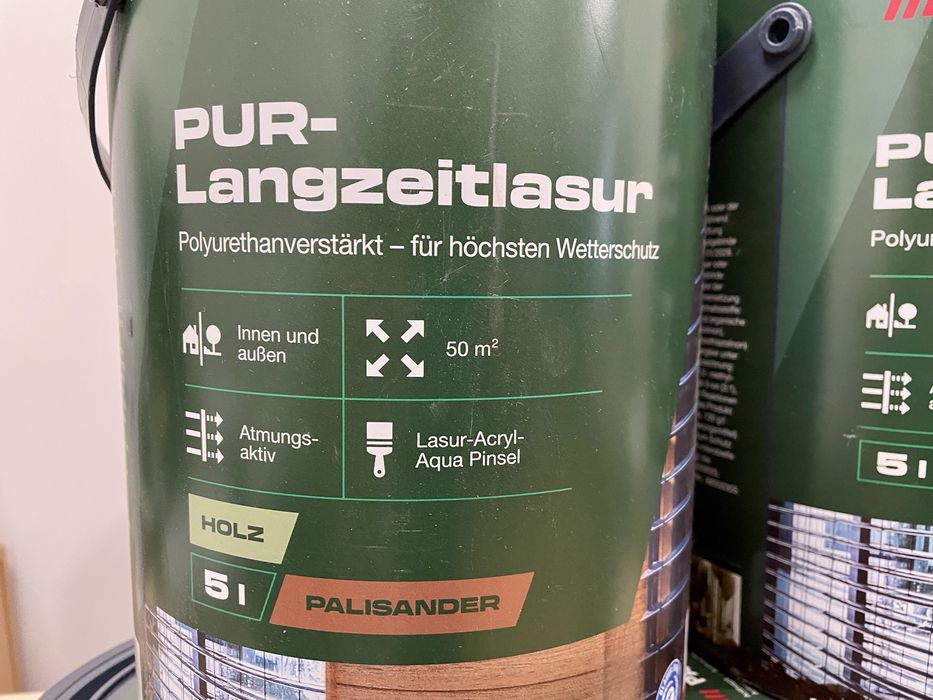 PUR-
Langzeitlasur
Polyurethanverstärkt – für höchsten Wetterschutz
Innen und
außen
50 m²
Atmungs-
aktiv
Lasur-Acryl-
Aqua Pinsel
HOLZ
5 l
PALISANDER
5 l